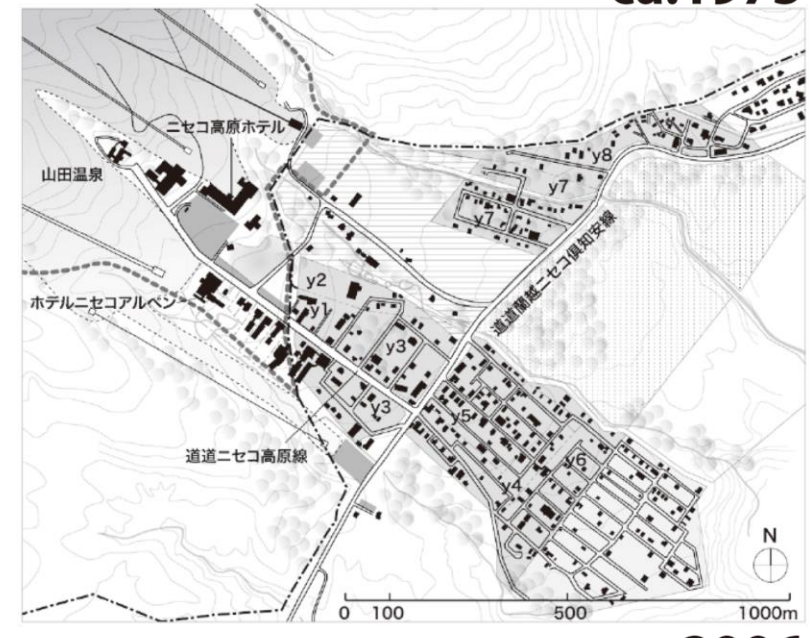 ニセコ高原ホテル
山田温泉
y8
y7
y7
道道蘭越ニセコ倶知安線
y2
ホテルニセコアルペン
y1
y3
y3
y5
道道ニセコ高原線
y6
y4
N
0 100 500 1000m